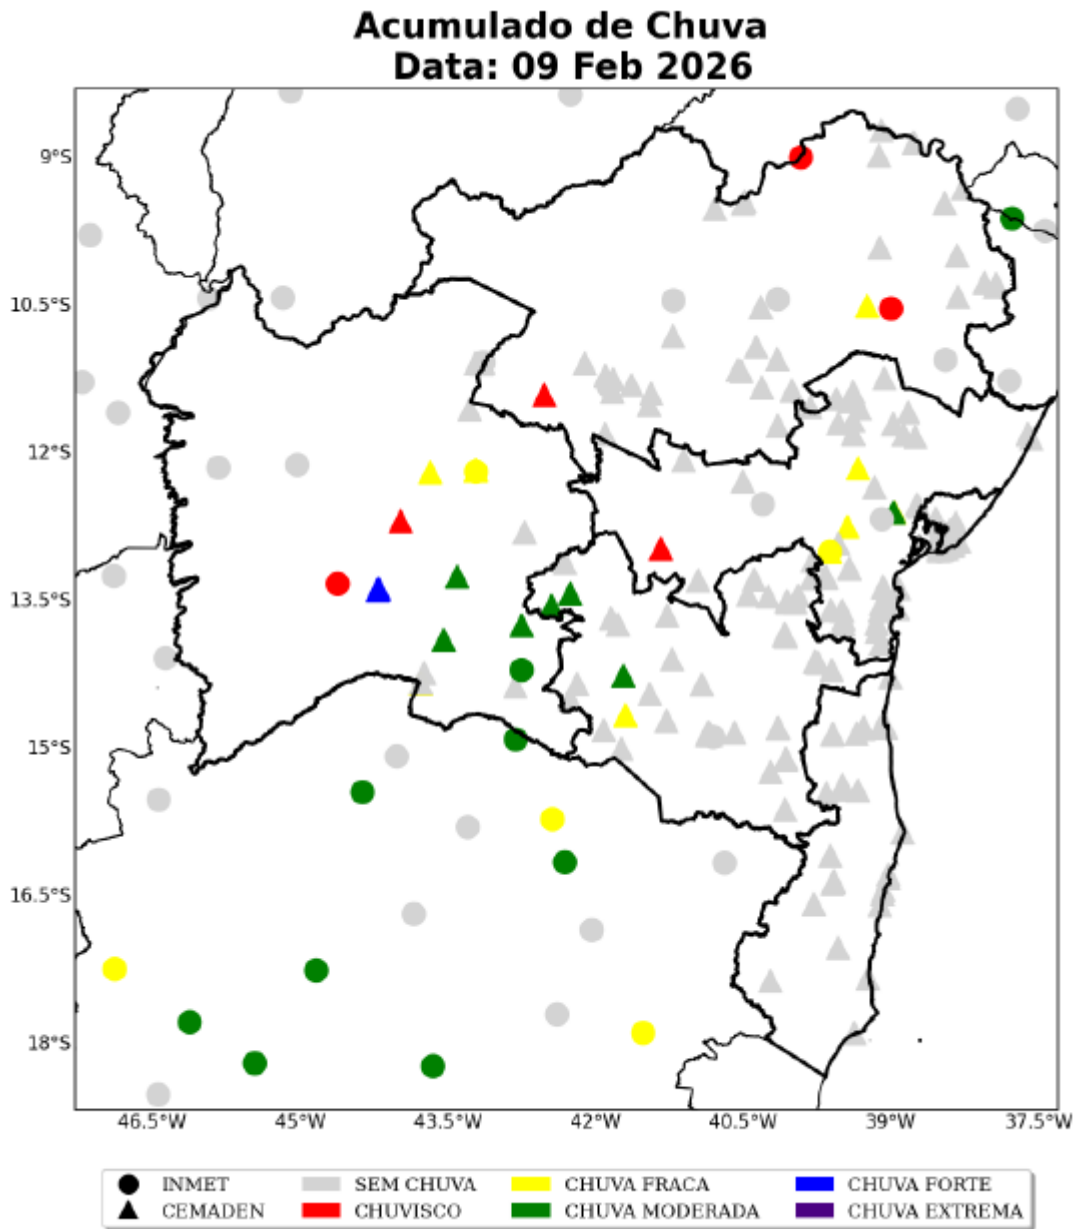 Acumulado de Chuva
Data: 09 Feb 2026
9°S
10.5°S
12°S
13.5°S
15°S
16.5°S
18°S
46.5°W 45°W 43.5°W 42°W 40.5°W 39°W 37.5°W
INMET SEM CHUVA CHUVA FRACA CHUVA FORTE
CEMADEN CHUVISCO CHUVA MODERADA CHUVA EXTREMA